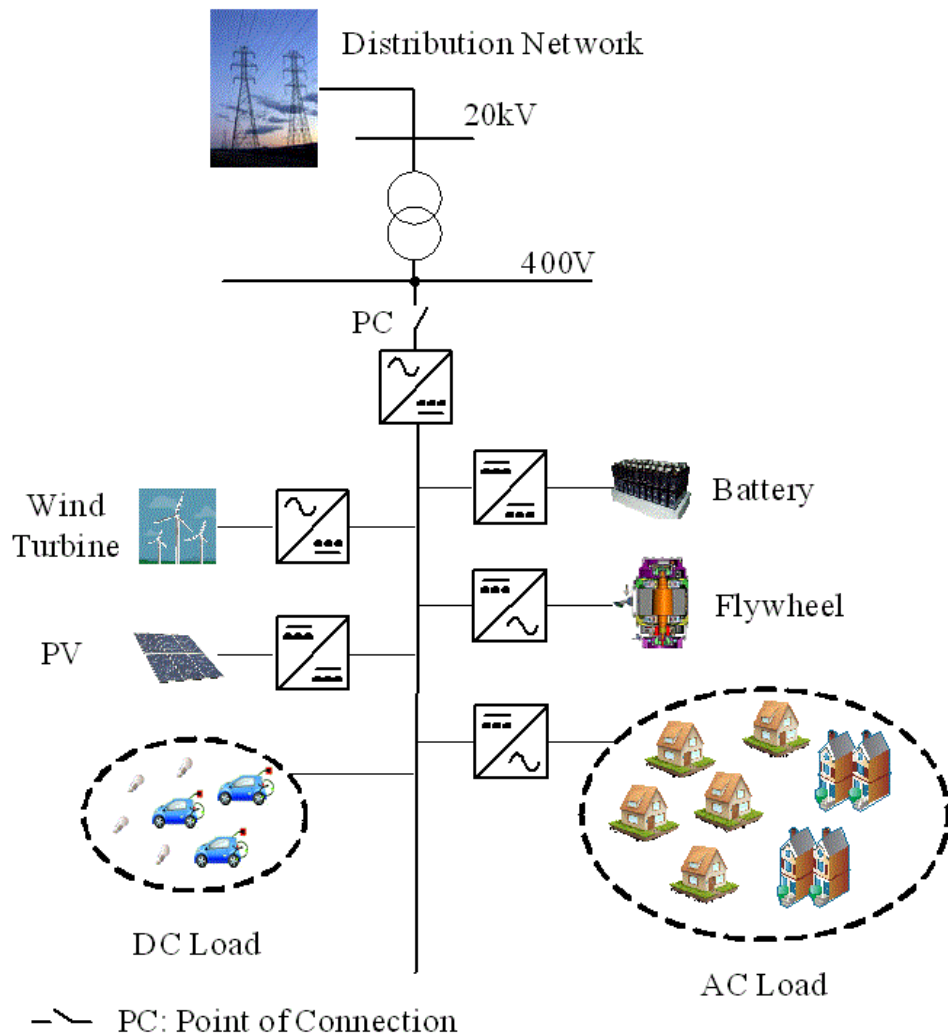 Distribution Network
20kV
400V
PC
Wind
Turbine
Battery
Flywheel
PV
DC Load
AC Load
PC: Point of Connection